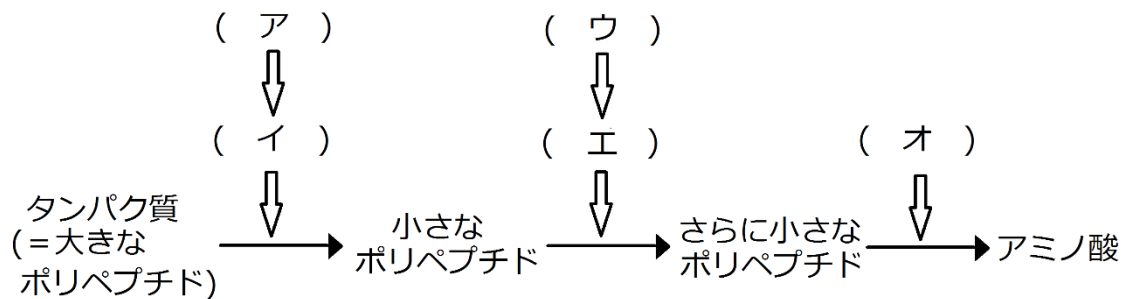 ( ア )
( ウ )
( イ )
( エ )
( オ )
タンパク質
(=大きな
ポリペプチド)
小さな
ポリペプチド
さらに小さな
ポリペプチド
アミノ酸